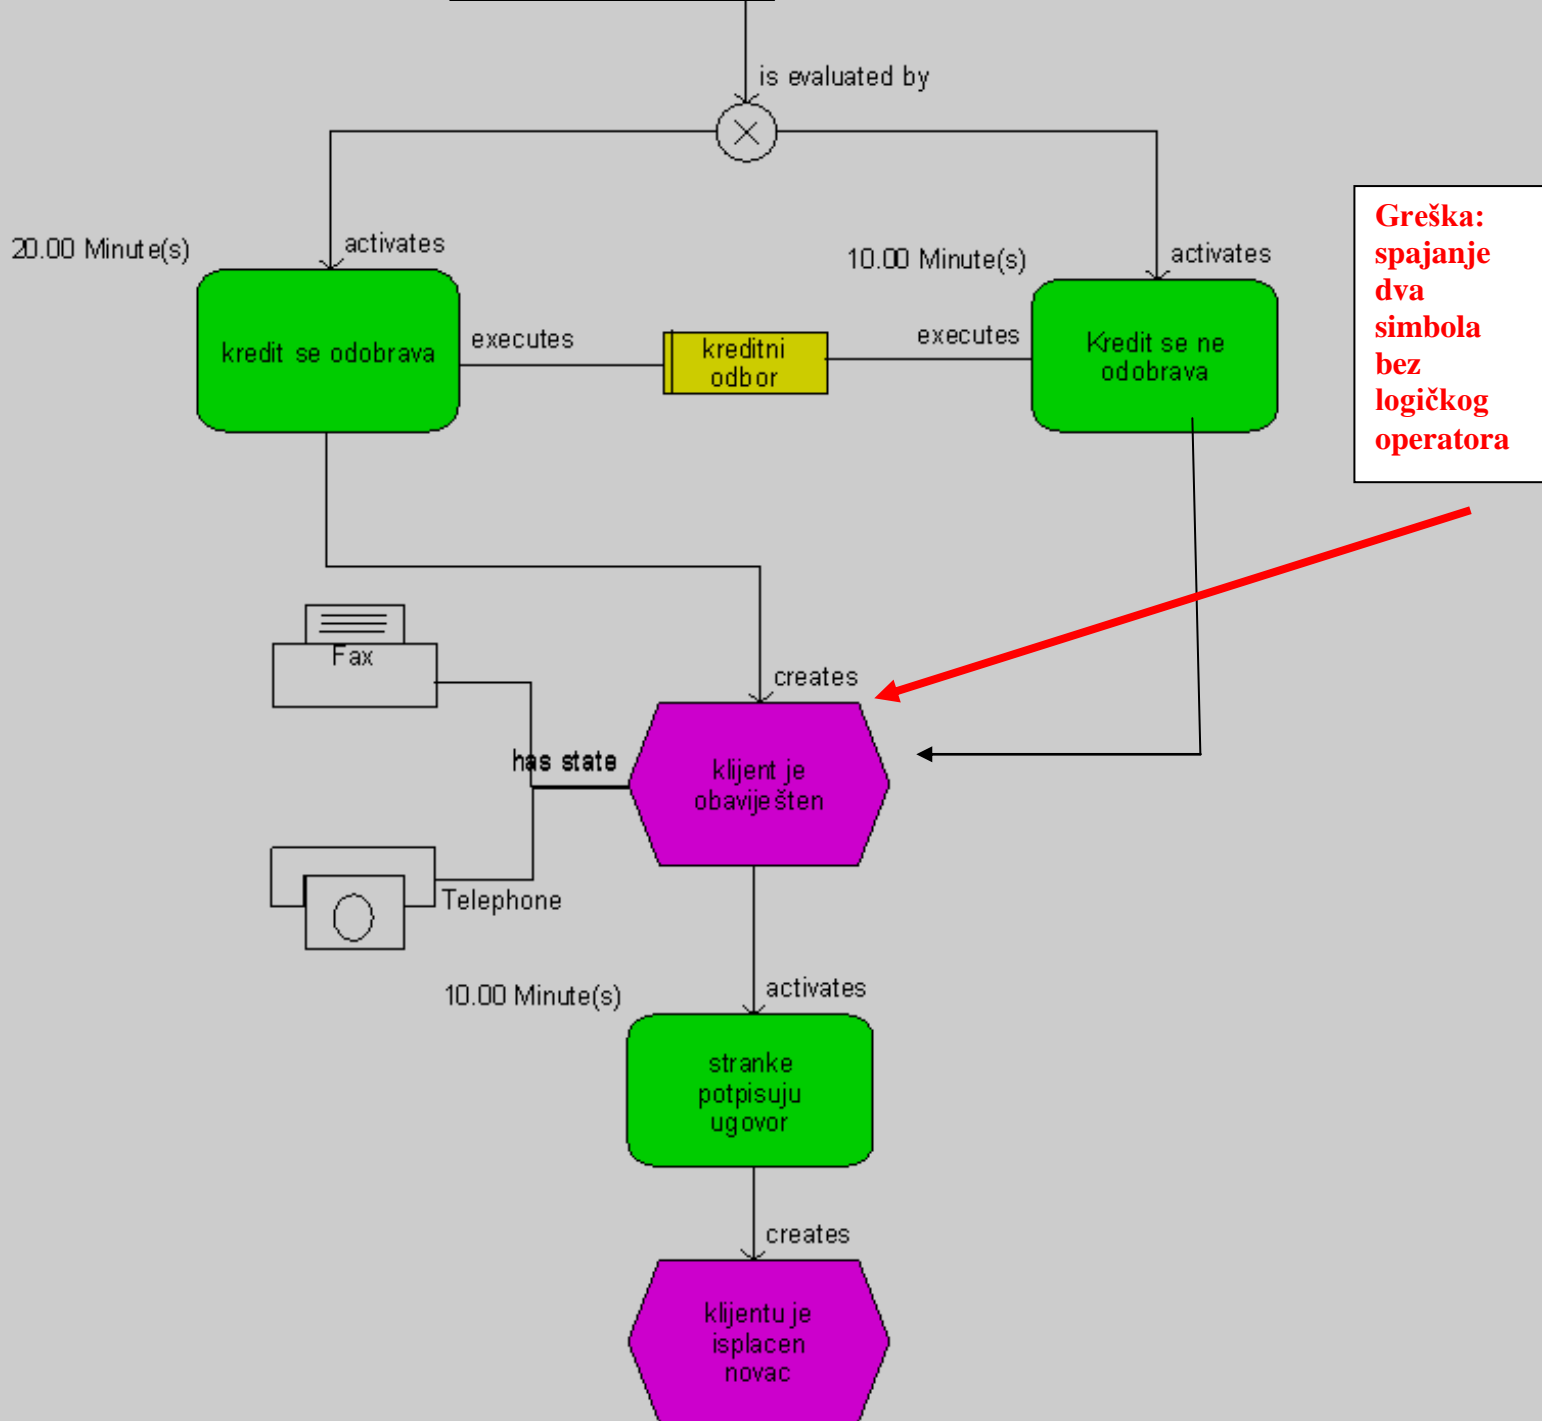 is evaluated by
20.00 Minute(s)
activates
10.00 Minute(s)
activates
Greška:
spajanje
dva
simbola
bez
logičkog
operatora
kredit se odobrava
executes
kreditni
odbor
executes
Kredit se ne
odobrava
Fax
creates
has state
klijent je
obaviješten
Telephone
10.00 Minute(s)
activates
stranke
potpisuju
ugovor
creates
klijentu je
isplacen
novac